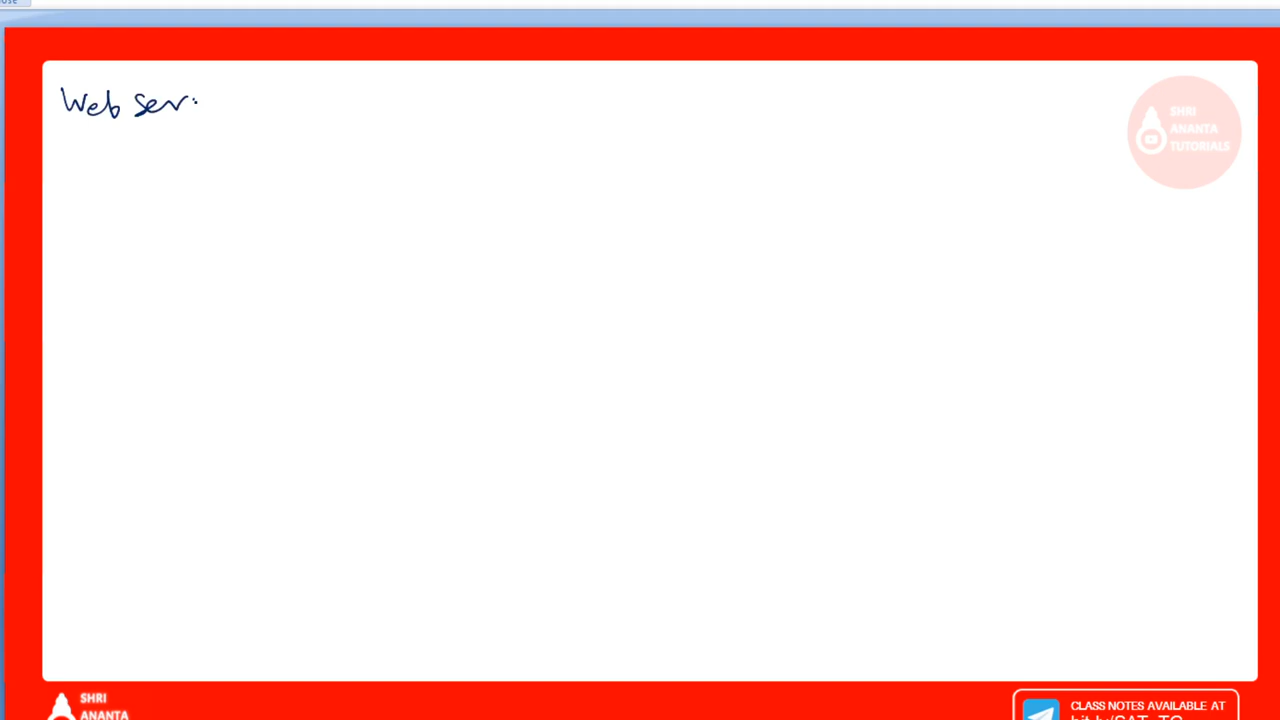 Web Ser
SHRI
ANANTA
TUTORIALS
SHRI
ANANTA
CLASS NOTES AVAILABLE AT